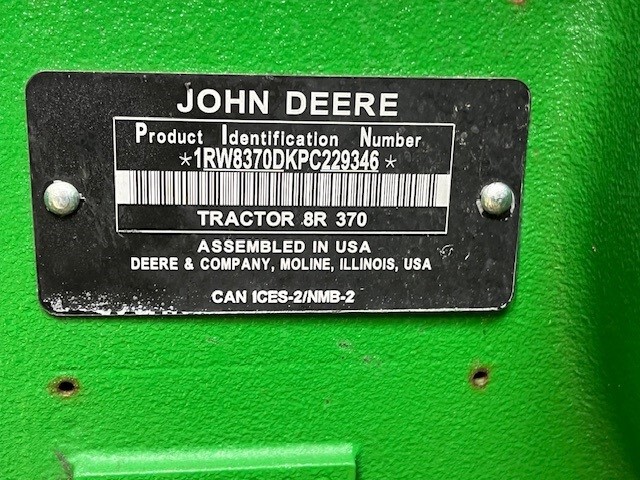 JOHN DEERE
Product Identification Number
*1RW8370DKPC229346*
TRACTOR 8R 370
ASSEMBLED IN USA
DEERE & COMPANY, MOLINE, ILLINOIS, USA
CAN ICES-2/NMB-2